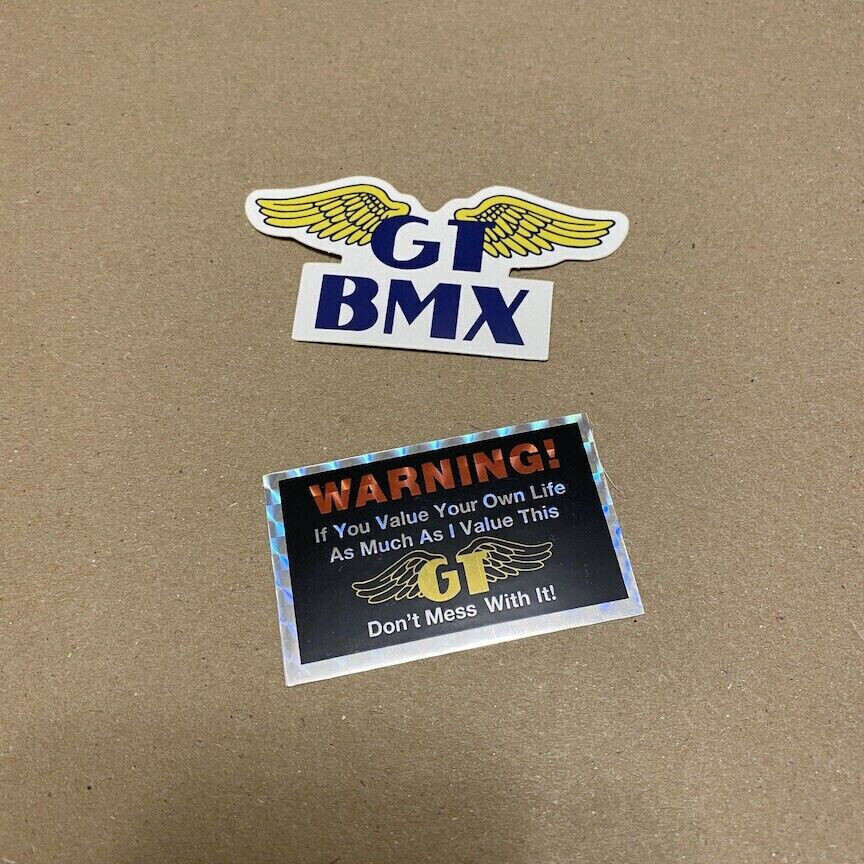 GT
BMX
WARNING!
If You Value Your Own Life
As Much As I Value This
GT
Don't Mess With It!